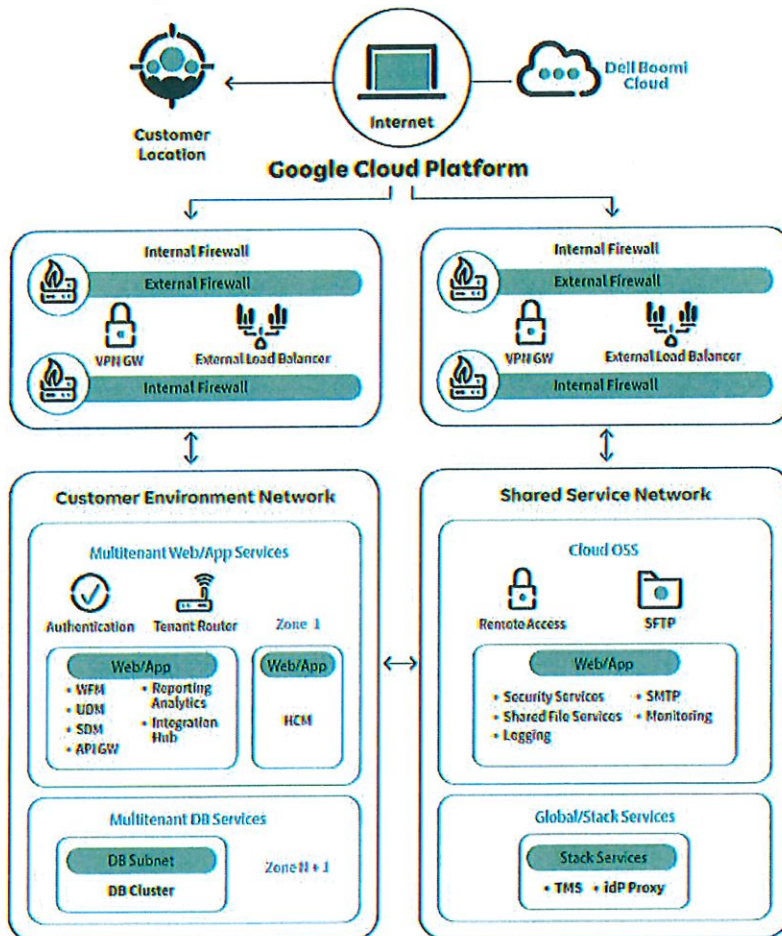 Dell Boomi
Cloud
Internet
Customer
Location
Google Cloud Platform
Internal Firewall
External Firewall
VPN GW
External Load Balancer
Internal Firewall
Internal Firewall
External Firewall
VPN GW
External Load Balancer
Internal Firewall
Customer Environment Network
Multitenant Web/App Services
Authentication
Tenant Router
Zone 1
Web/App
• WFM
• UDM
• SDM
• API GW
• Reporting
Analytics
• Integration
Hub
Web/App
HCM
Multitenant DB Services
DB Subnet
DB Cluster
Zone N + 1
Shared Service Network
Cloud OSS
Remote Access
SFTP
Web/App
• Security Services
• Shared File Services
• Logging
• SMTP
• Monitoring
Global/Stack Services
Stack Services
• TMS • idP Proxy